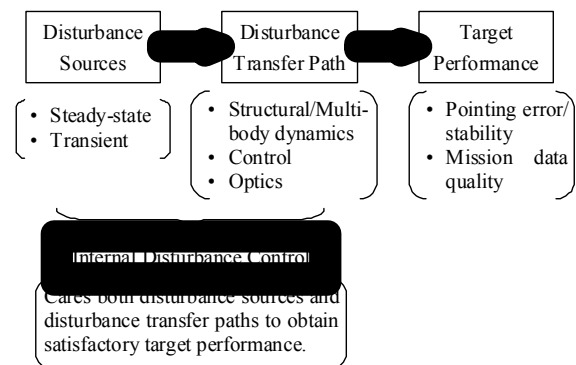 Disturbance
Sources
Disturbance
Transfer Path
Target
Performance
• Steady-state
• Transient
• Structural/Multi-
body dynamics
• Control
• Optics
• Pointing error/
stability
• Mission data
quality
Internal Disturbance Control
Cares both disturbance sources and
disturbance transfer paths to obtain
satisfactory target performance.